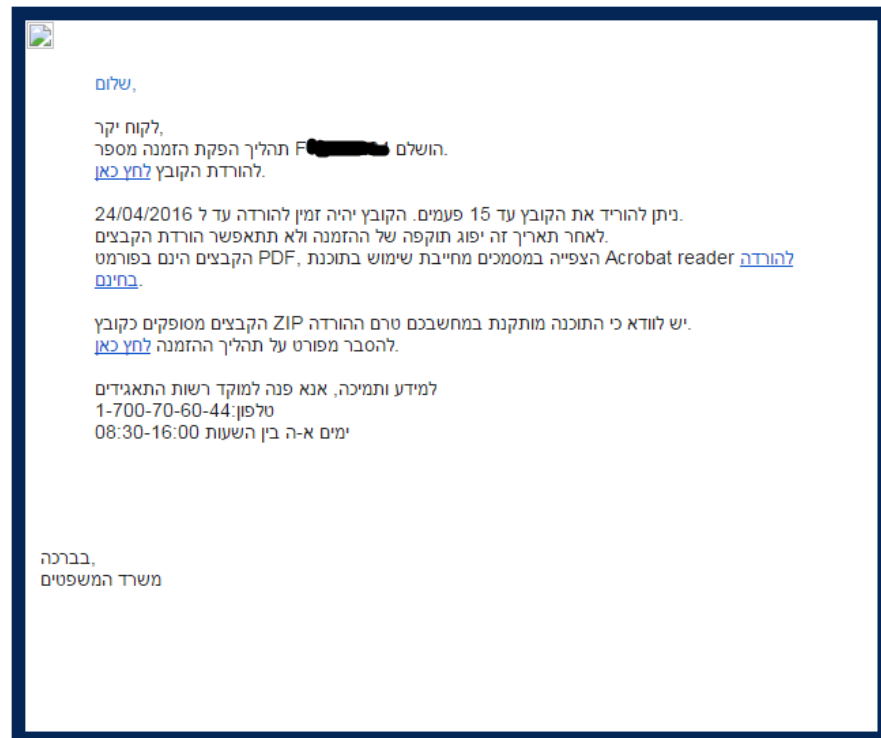 שלום,
לקוח יקר,
תהליך הפקת הזמנה מספר F הושלם.
להורדת הקובץ לחץ כאן.
ניתן להוריד את הקובץ עד 15 פעמים. הקובץ יהיה זמין להורדה עד ל 24/04/2016.
לאחר תאריך זה יפוג תוקפה של ההזמנה ולא תתאפשר הורדת הקבצים.
הקבצים הינם בפורמט PDF, הצפייה במסמכים מחייבת שימוש בתוכנת Acrobat reader להורדה
בחינם.
הקבצים מסופקים כקובץ ZIP יש לוודא כי התוכנה מותקנת במחשבכם טרם ההורדה.
להסבר מפורט על תהליך ההזמנה לחץ כאן.
למידע ותמיכה, אנא פנה למוקד רשות התאגידים
טלפון:1-700-70-60-44
ימים א-ה בין השעות 08:30-16:00
בברכה,
משרד המשפטים